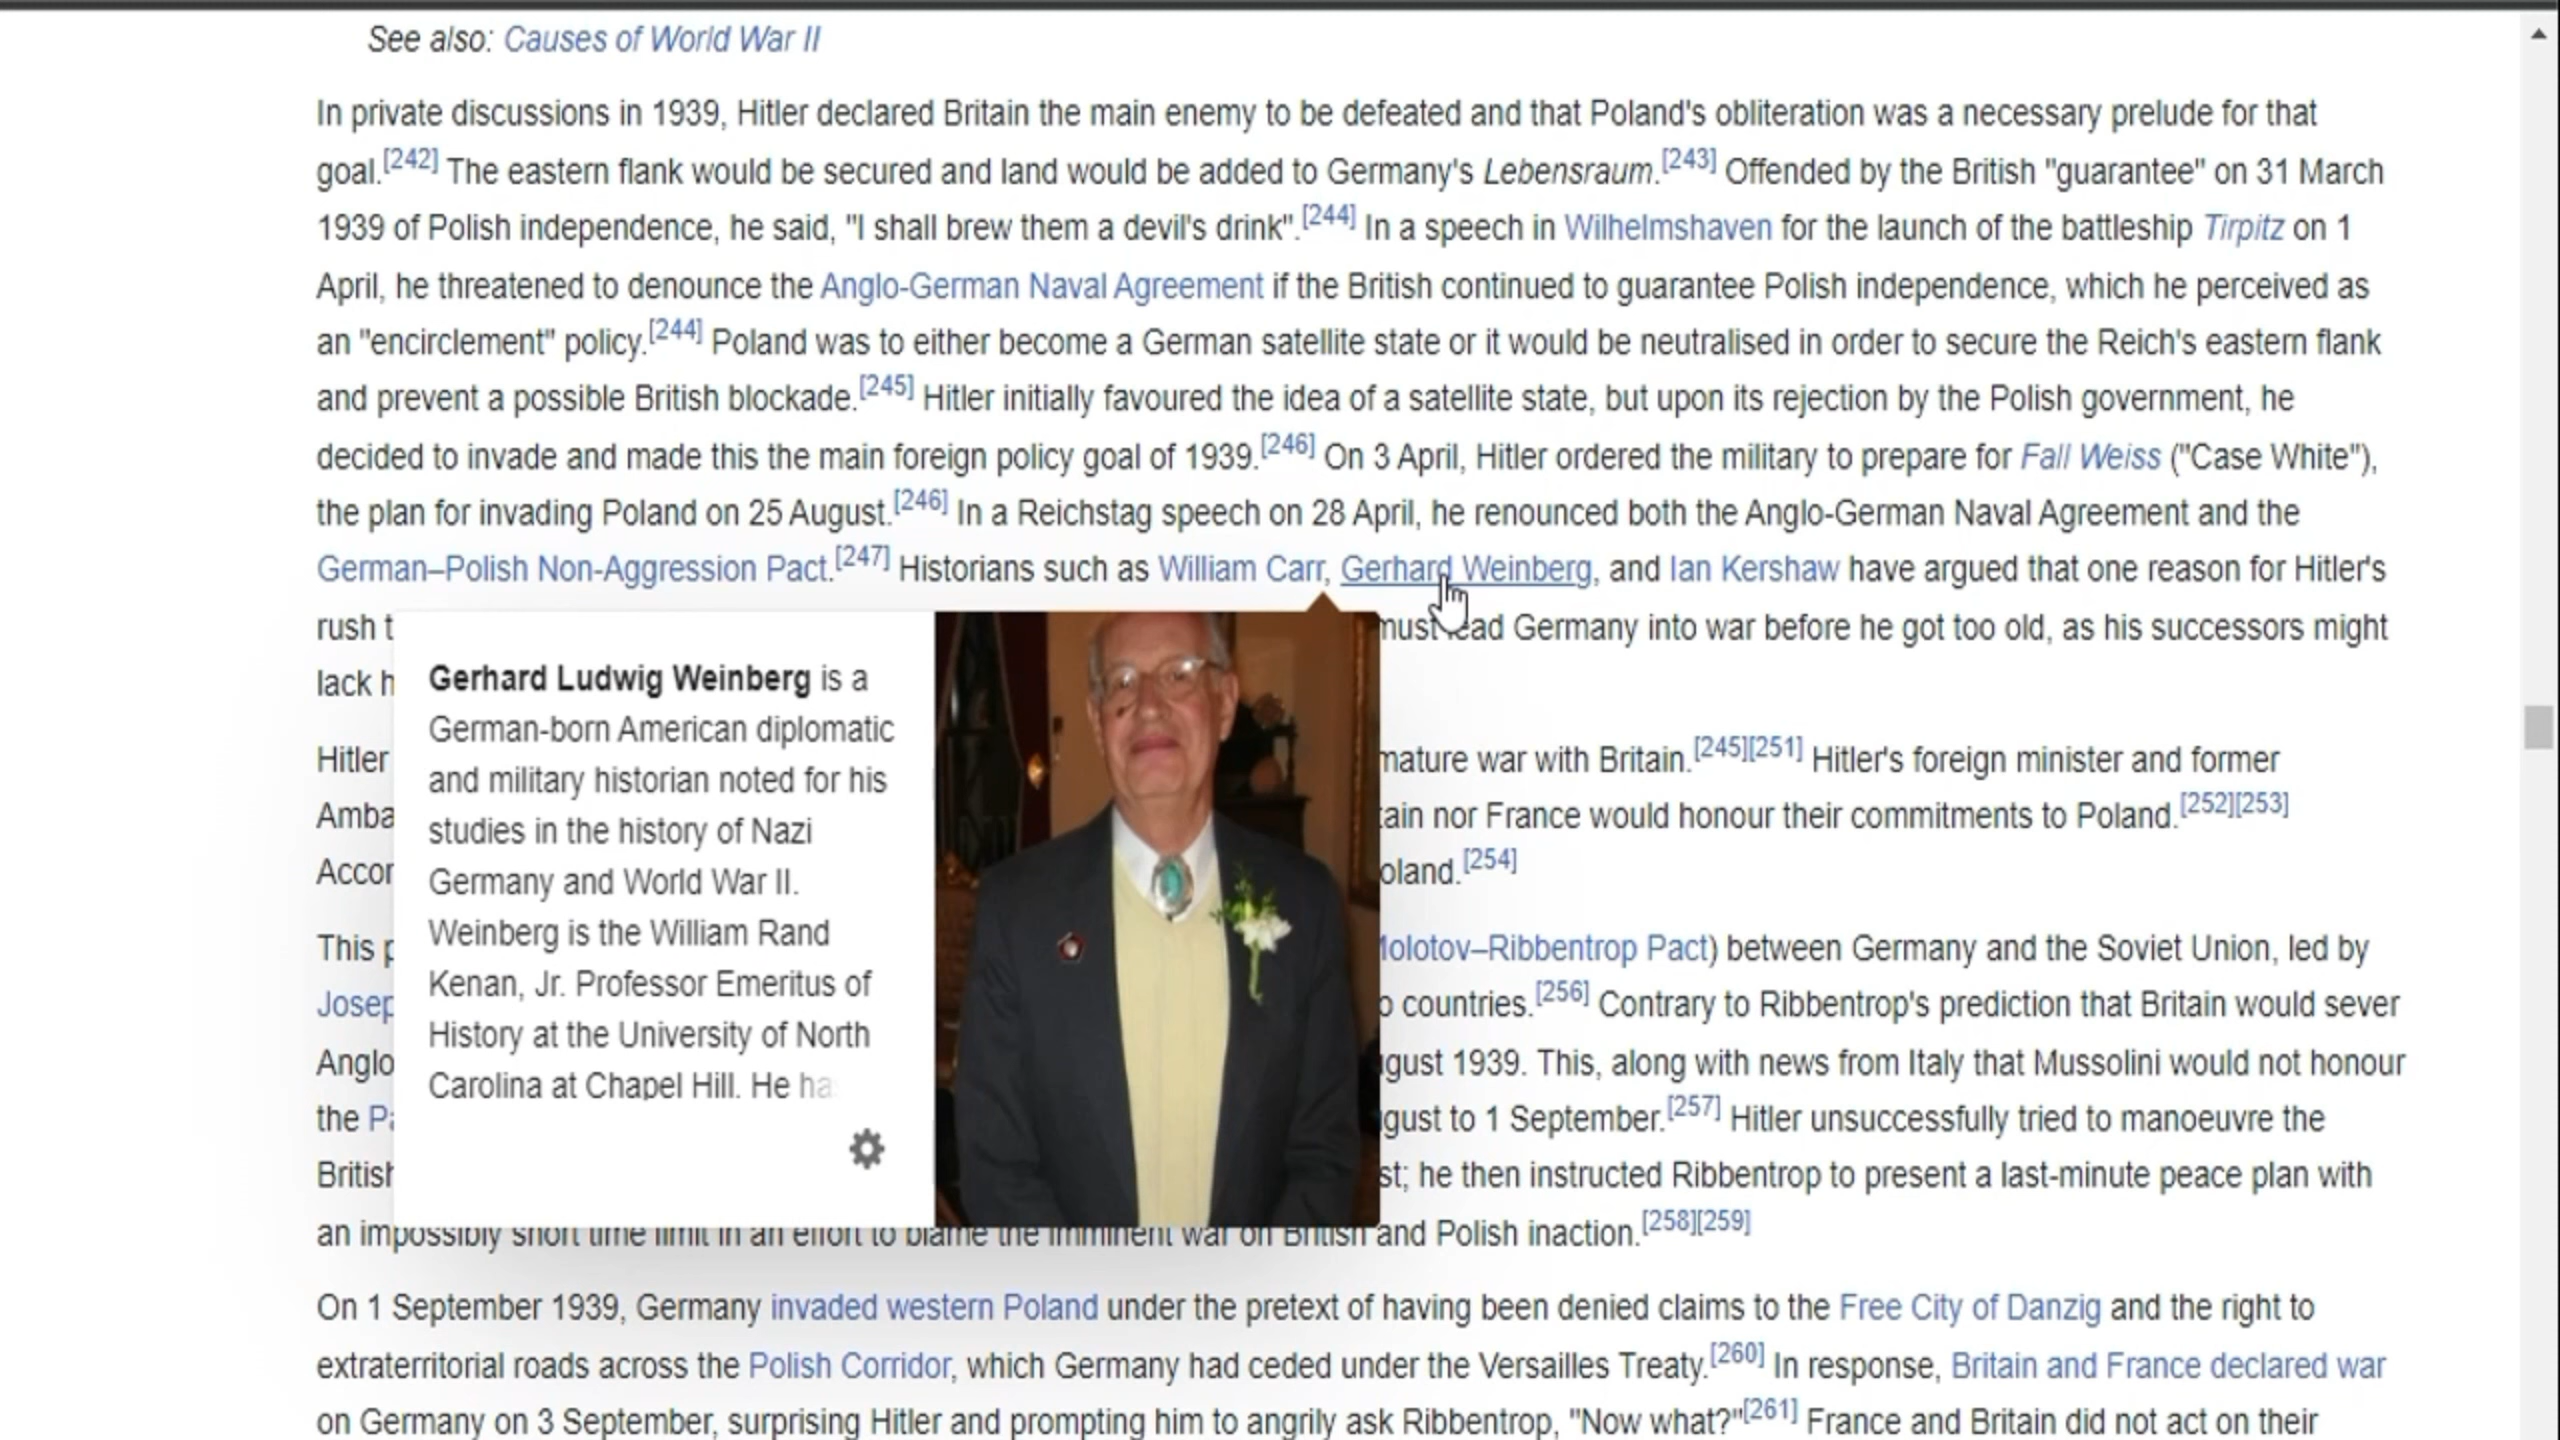 See also: Causes of World War II
In private discussions in 1939, Hitler declared Britain the main enemy to be defeated and that Poland's obliteration was a necessary prelude for that
goal.[242] The eastern flank would be secured and land would be added to Germany's Lebensraum.[243] Offended by the British "guarantee" on 31 March
1939 of Polish independence, he said, "I shall brew them a devil's drink".[244] In a speech in Wilhelmshaven for the launch of the battleship Tirpitz on 1
April, he threatened to denounce the Anglo-German Naval Agreement if the British continued to guarantee Polish independence, which he perceived as
an "encirclement" policy.[244] Poland was to either become a German satellite state or it would be neutralised in order to secure the Reich's eastern flank
and prevent a possible British blockade.[245] Hitler initially favoured the idea of a satellite state, but upon its rejection by the Polish government, he
decided to invade and made this the main foreign policy goal of 1939.[246] On 3 April, Hitler ordered the military to prepare for Fall Weiss ("Case White"),
the plan for invading Poland on 25 August.[246] In a Reichstag speech on 28 April, he renounced both the Anglo-German Naval Agreement and the
German–Polish Non-Aggression Pact.[247] Historians such as William Carr, Gerhard Weinberg, and Ian Kershaw have argued that one reason for Hitler's
rush must lead Germany into war before he got too old, as his successors might
lack
Gerhard Ludwig Weinberg is a
German-born American diplomatic
and military historian noted for his
studies in the history of Nazi
Germany and World War II.
Weinberg is the William Rand
Kenan, Jr. Professor Emeritus of
History at the University of North
Carolina at Chapel Hill. He ha
Hitler war with Britain.[245][251] Hitler's foreign minister and former
nor France would honour their commitments to Poland.[252][253]
[254]
This Pact) between Germany and the Soviet Union, led by
countries.[256] Contrary to Ribbentrop's prediction that Britain would sever
1939. This, along with news from Italy that Mussolini would not honour
the to 1 September.[257] Hitler unsuccessfully tried to manoeuvre the
he then instructed Ribbentrop to present a last-minute peace plan with
an impossibly short time limit in an effort to blame the imminent war on British and Polish inaction.[258][259]
On 1 September 1939, Germany invaded western Poland under the pretext of having been denied claims to the Free City of Danzig and the right to
extraterritorial roads across the Polish Corridor, which Germany had ceded under the Versailles Treaty.[260] In response, Britain and France declared war
on Germany on 3 September, surprising Hitler and prompting him to angrily ask Ribbentrop, "Now what?"[261] France and Britain did not act on their